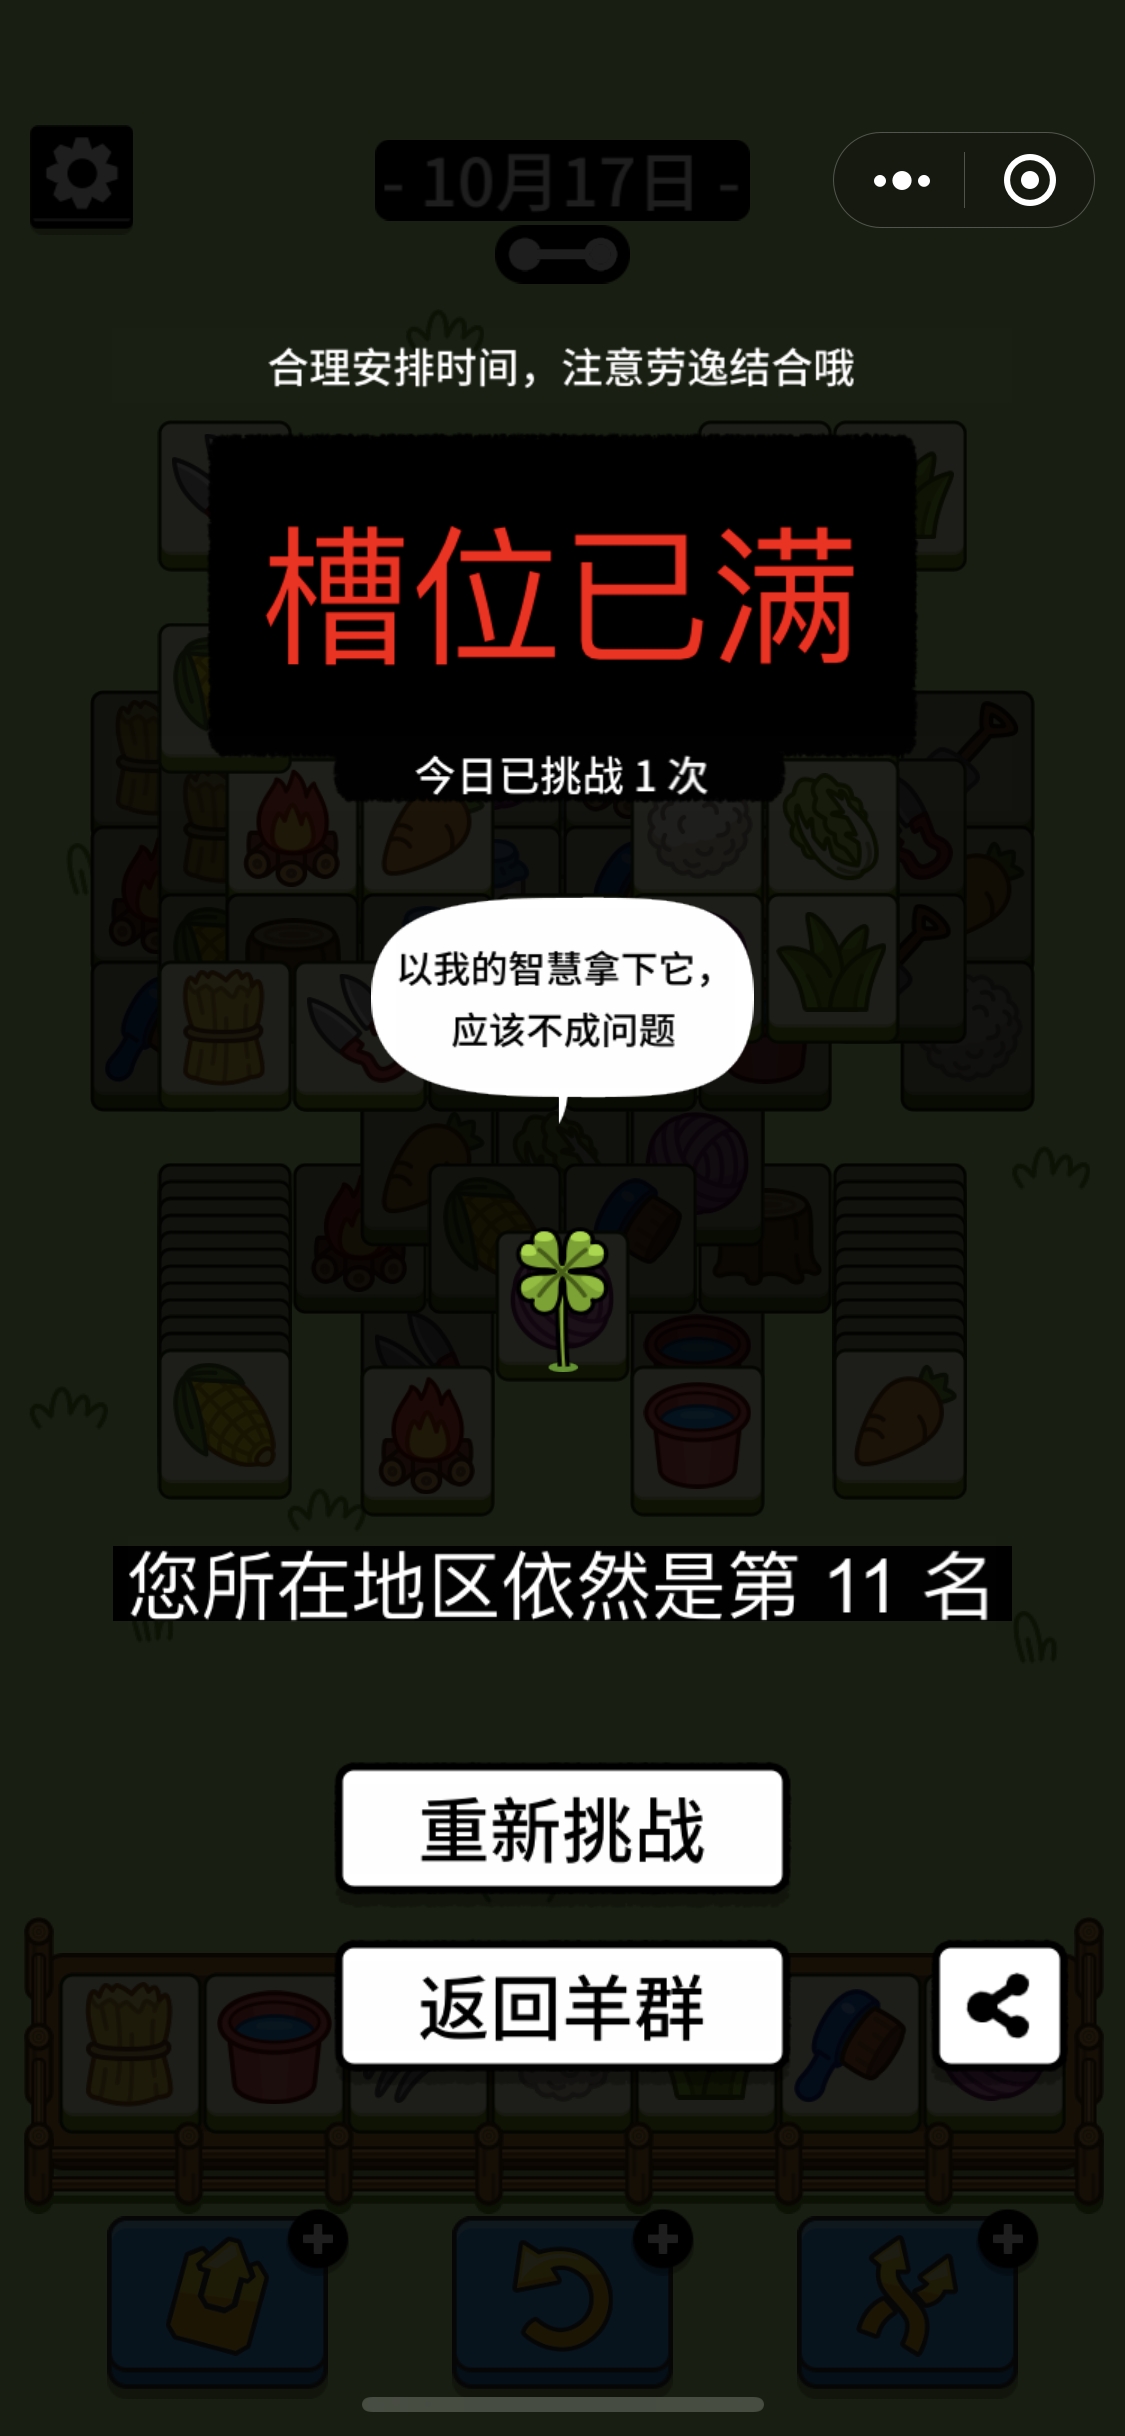 - 10月17日 -
合理安排时间，注意劳逸结合哦
槽位已满
今日已挑战 1 次
以我的智慧拿下它，
应该不成问题
您所在地区依然是第 11 名
重新挑战
返回羊群